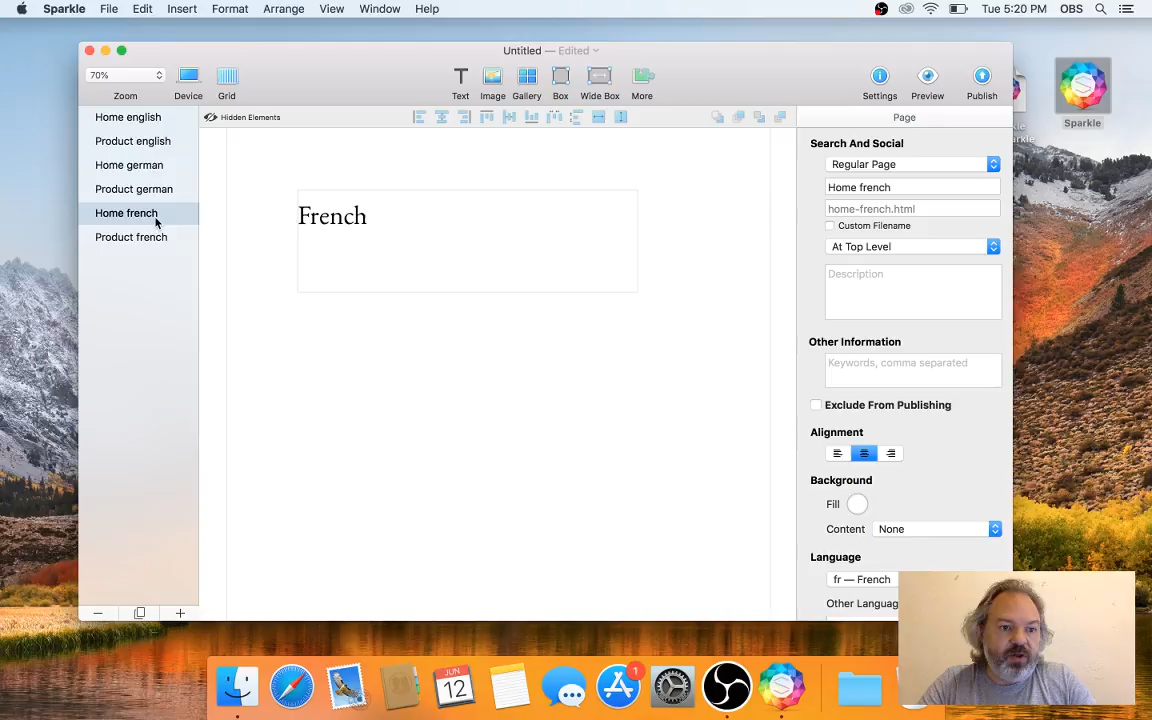 Sparkle File Edit Insert Format Arrange View Window Help Tue 5:20 PM OBS
Untitled — Edited
70%
Zoom Device Grid Text Image Gallery Box Wide Box More Settings Preview Publish
Sparkle
Home english
Product english
Home german
Product german
Home french
Product french
Hidden Elements
French
Page
Search And Social
Regular Page
Home french
home-french.html
Custom Filename
At Top Level
Description
Other Information
Keywords, comma separated
Exclude From Publishing
Alignment
Background
Fill
Content None
Language
fr — French
JUN
12
1